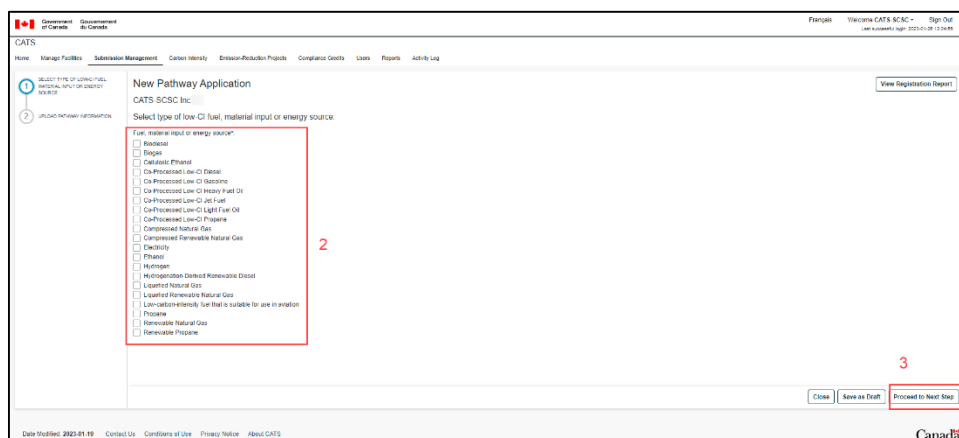 Government of Canada Gouvernement du Canada
Français Welcome CATS-SCSC Sign Out
Last successful login: 2023-01-26 12:24:55
CATS
Home Manage Facilities Submission Management Carbon Intensity Emission-Reduction Projects Compliance Credits Users Reports Activity Log
1 SELECT TYPE OF LOW-CI FUEL, MATERIAL INPUT OR ENERGY SOURCE
2 UPLOAD PATHWAY INFORMATION
New Pathway Application
View Registration Report
CATS-SCSC Inc
Select type of low-CI fuel, material input or energy source:
Fuel, material input or energy source*:
Biodiesel
Biogas
Cellulosic Ethanol
Co-Processed Low-CI Diesel
Co-Processed Low-CI Gasoline
Co-Processed Low-CI Heavy Fuel Oil
Co-Processed Low-CI Jet Fuel
Co-Processed Low-CI Light Fuel Oil
Co-Processed Low-CI Propane
Compressed Natural Gas
Compressed Renewable Natural Gas
Electricity
Ethanol
Hydrogen
Hydrogenation-Derived Renewable Diesel
Liquefied Natural Gas
Liquefied Renewable Natural Gas
Low-carbon-intensity fuel that is suitable for use in aviation
Propane
Renewable Natural Gas
Renewable Propane
2
3
Close Save as Draft Proceed to Next Step
Date Modified: 2023-01-19 Contact Us Conditions of Use Privacy Notice About CATS
Canada